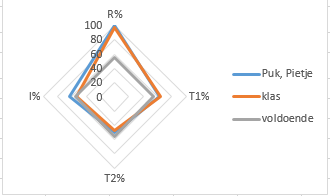 R%
100
80
60
40
20
0
I%
T1%
T2%
Puk, Pietje
klas
voldoende